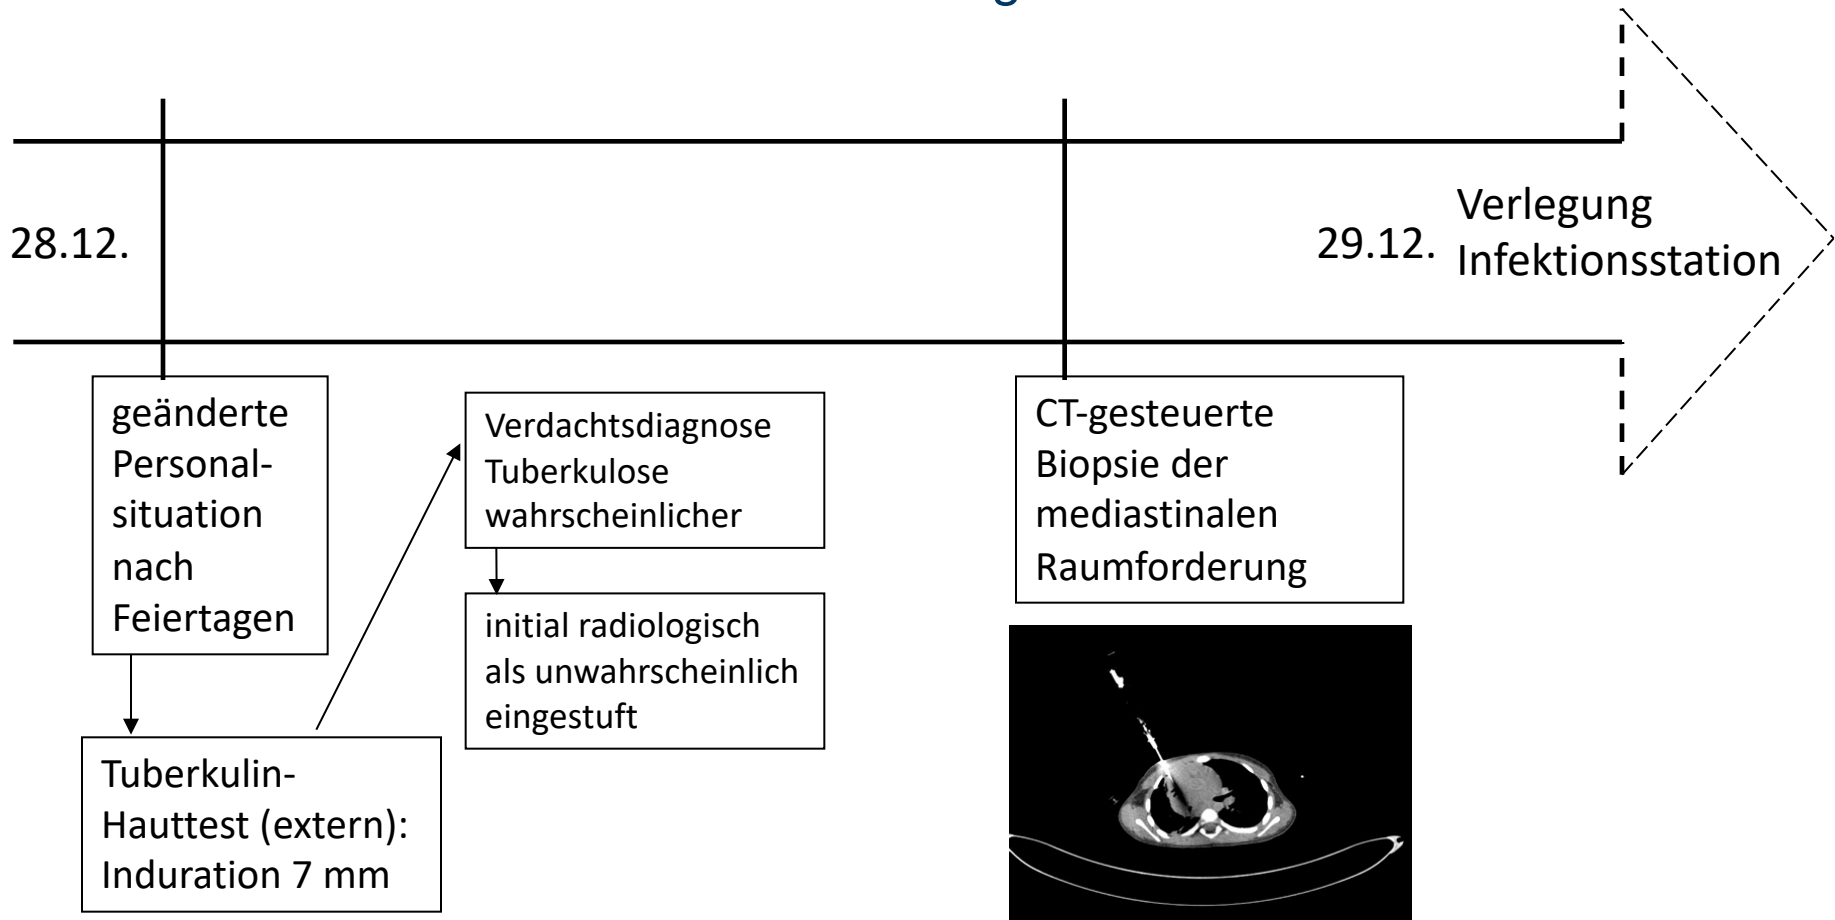 28.12.
29.12.
Verlegung
Infektionsstation
geänderte
Personal-
situation
nach
Feiertagen
Tuberkulin-
Hauttest (extern):
Induration 7 mm
Verdachtsdiagnose
Tuberkulose
wahrscheinlicher
initial radiologisch
als unwahrscheinlich
eingestuft
CT-gesteuerte
Biopsie der
mediastinalen
Raumforderung